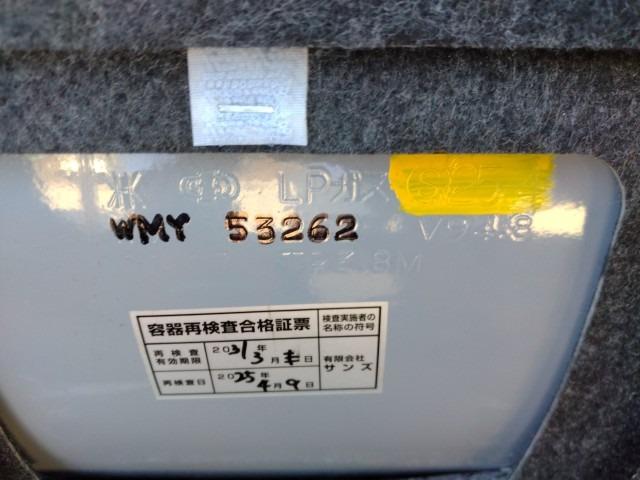 LPガス
WMY 53262 V94.8
容器再検査合格証票
検査実施者の
名称の符号
再検査
有効期限
2031年
3月末日
有限会社
サンズ
再検査日
2025年
4月9日